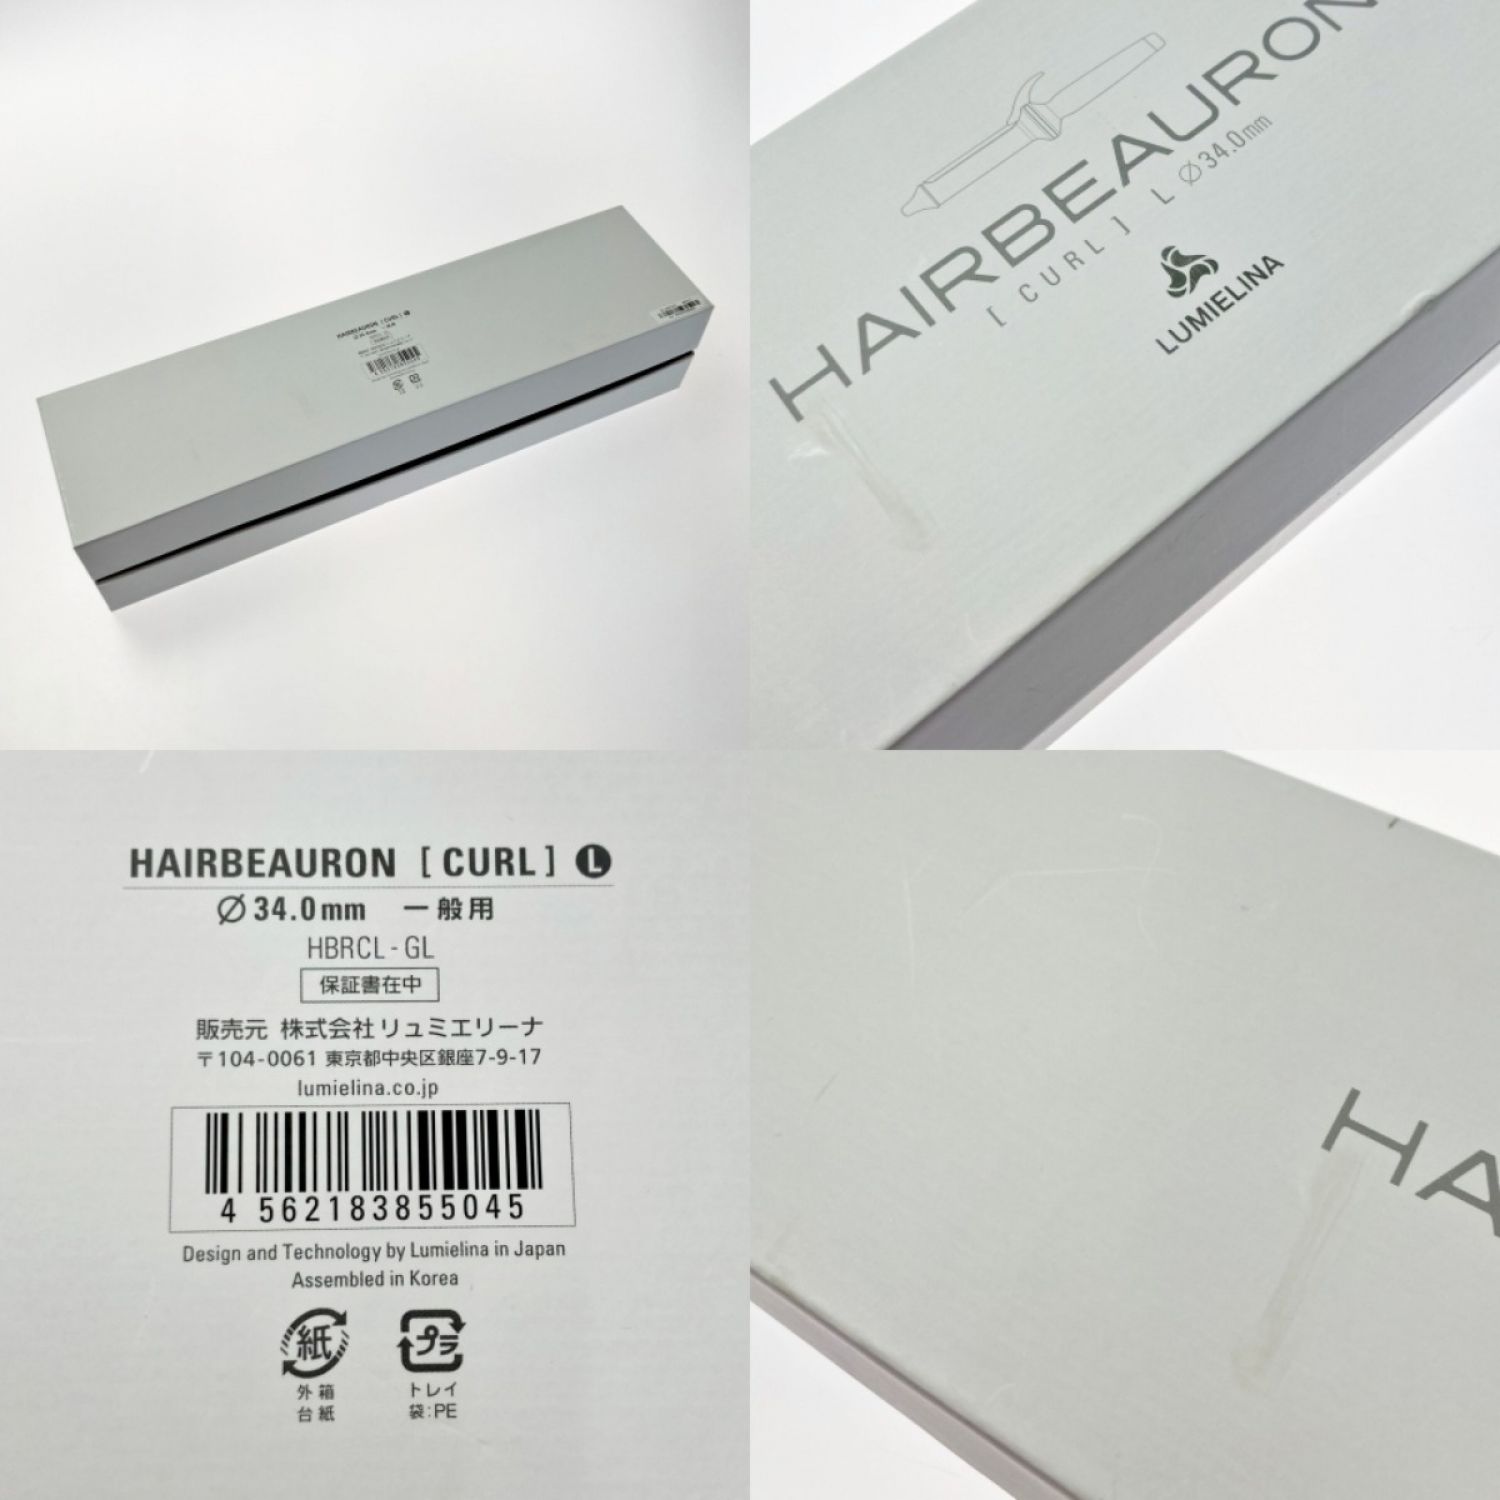 HAIRBEAURON [CURL] L
HAIRBEAURON
[CURL] L Ø34.0mm
LUMIELINA
HAIRBEAURON [CURL] L
Ø34.0mm 一般用
HBRCL-GL
保証書在中
販売元 株式会社リュミエリーナ
〒104-0061 東京都中央区銀座7-9-17
lumielina.co.jp
4 562183855045
Design and Technology by Lumielina in Japan
Assembled in Korea
紙 プラ
外箱 トレイ
台紙 袋:PE
HA